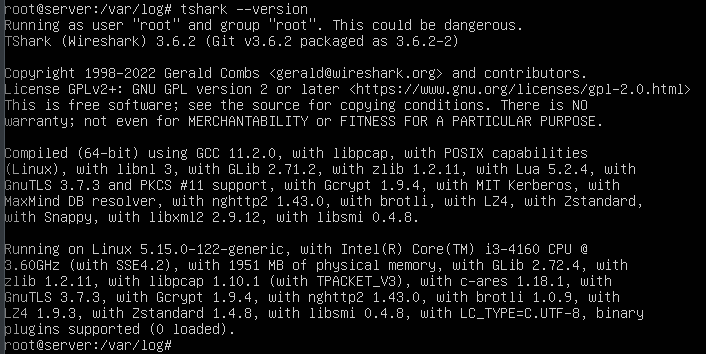 root@server:/var/log# tshark --version
Running as user "root" and group "root". This could be dangerous.
TShark (Wireshark) 3.6.2 (Git v3.6.2 packaged as 3.6.2-2)
Copyright 1998-2022 Gerald Combs <gerald@wireshark.org> and contributors.
License GPLv2+: GNU GPL version 2 or later <https://www.gnu.org/licenses/gpl-2.0.html>
This is free software; see the source for copying conditions. There is NO
warranty; not even for MERCHANTABILITY or FITNESS FOR A PARTICULAR PURPOSE.
Compiled (64-bit) using GCC 11.2.0, with libpcap, with POSIX capabilities
(Linux), with libnl 3, with GLib 2.71.2, with zlib 1.2.11, with Lua 5.2.4, with
GnuTLS 3.7.3 and PKCS #11 support, with Gcrypt 1.9.4, with MIT Kerberos, with
MaxMind DB resolver, with nghttp2 1.43.0, with brotli, with LZ4, with Zstandard,
with Snappy, with libxml2 2.9.12, with libsmi 0.4.8.
Running on Linux 5.15.0-122-generic, with Intel(R) Core(TM) i3-4160 CPU @
3.60GHz (with SSE4.2), with 1951 MB of physical memory, with GLib 2.72.4, with
zlib 1.2.11, with libpcap 1.10.1 (with TPACKET_V3), with c-ares 1.18.1, with
GnuTLS 3.7.3, with Gcrypt 1.9.4, with nghttp2 1.43.0, with brotli 1.0.9, with
LZ4 1.9.3, with Zstandard 1.4.8, with libsmi 0.4.8, with LC_TYPE=C.UTF-8, binary
plugins supported (0 loaded).
root@server:/var/log#